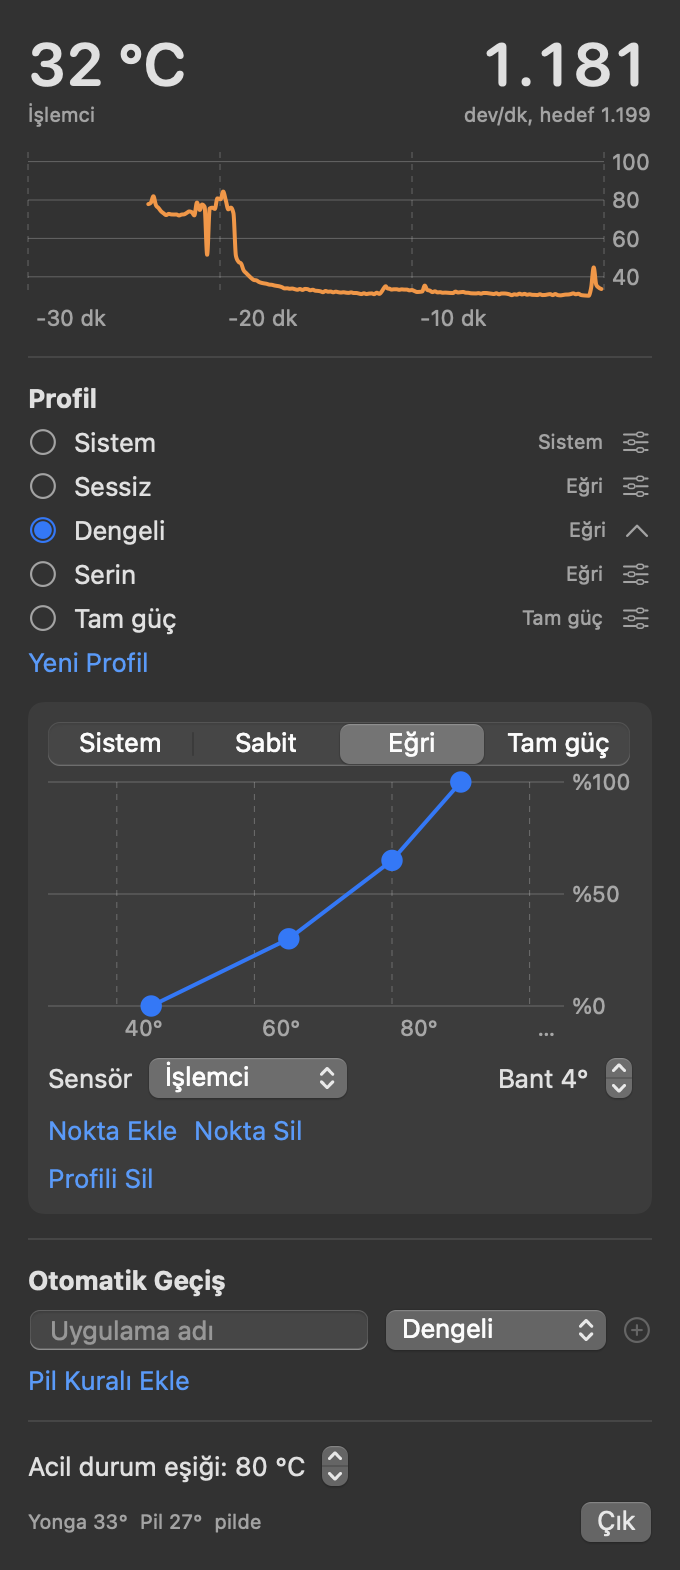 32 °C 1.181
İşlemci dev/dk, hedef 1.199
100
80
60
40
-30 dk -20 dk -10 dk
Profil
Sistem Sistem
Sessiz Eğri
Dengeli Eğri
Serin Eğri
Tam güç Tam güç
Yeni Profil
Sistem Sabit Eğri Tam güç
%100
%50
%0
40° 60° 80° ...
Sensör İşlemci Bant 4°
Nokta Ekle Nokta Sil
Profili Sil
Otomatik Geçiş
Uygulama adı Dengeli
Pil Kuralı Ekle
Acil durum eşiği: 80 °C
Yonga 33° Pil 27° pilde Çık